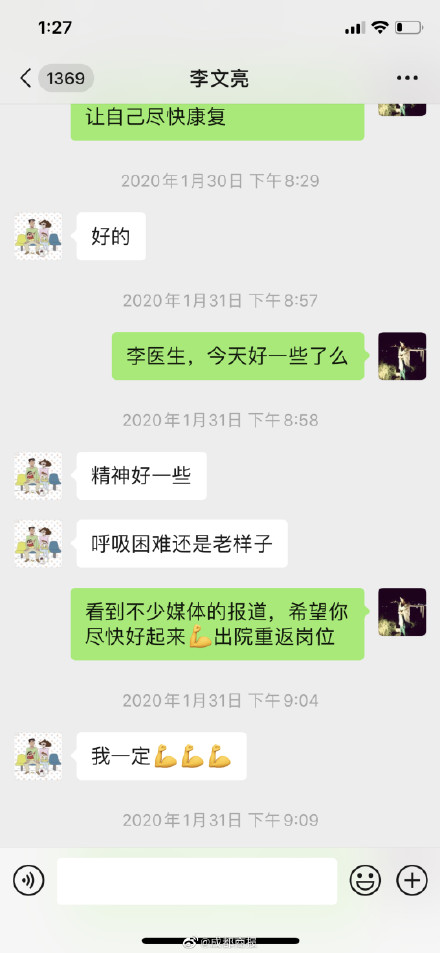 1:27
1369
李文亮
让自己尽快康复
2020年1月30日 下午8:29
好的
2020年1月31日 下午8:57
李医生，今天好一些了么
2020年1月31日 下午8:58
精神好一些
呼吸困难还是老样子
看到不少媒体的报道，希望你
尽快好起来💪出院重返岗位
2020年1月31日 下午9:04
我一定💪💪💪
2020年1月31日 下午9:09
@成都商报